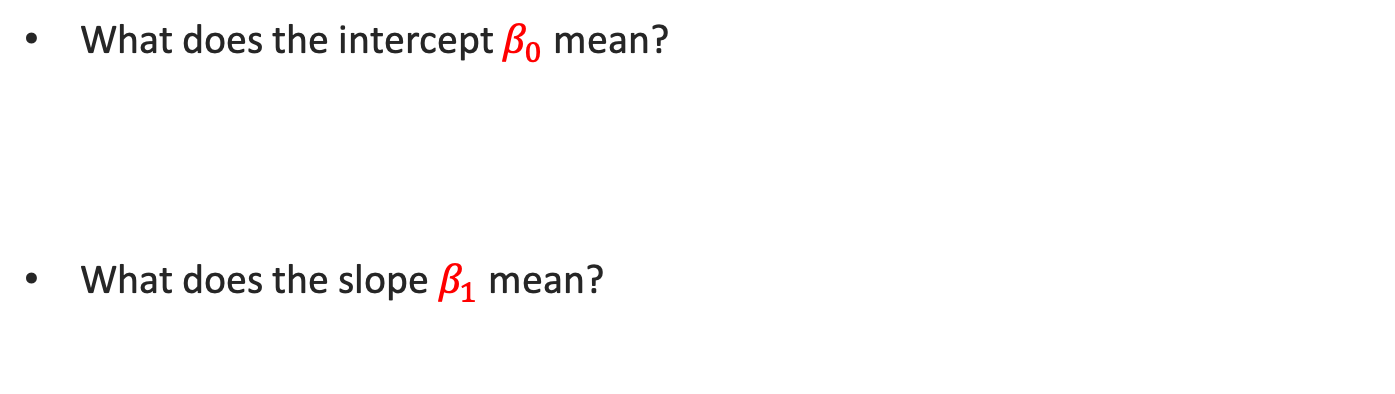 • What does the intercept β₀ mean?
• What does the slope β₁ mean?